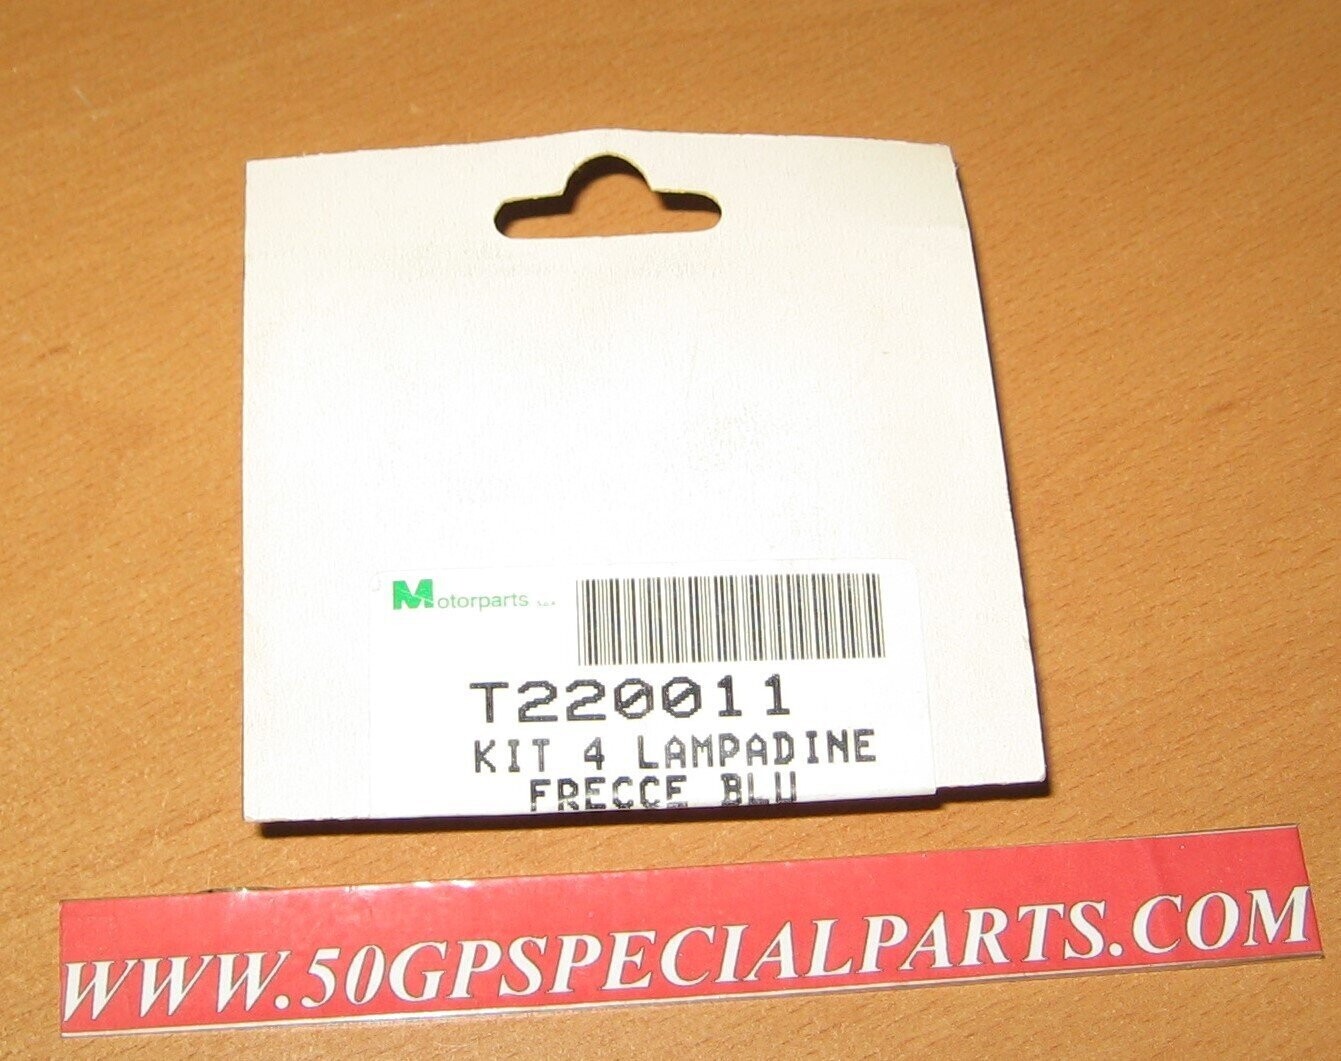 Motorparts
T220011
KIT 4 LAMPADINE
FRECCE BLU
WWW.50GPSPECIALPARTS.COM